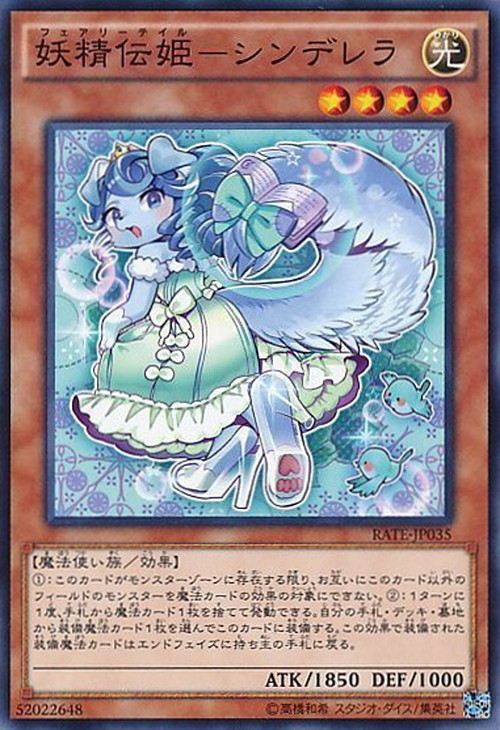 フェアリーテイル
妖精伝姫－シンデレラ
ひかり
光
RATE-JP035
【魔法使い族／効果】
①：このカードがモンスターゾーンに存在する限り、お互いにこのカード以外の
フィールドのモンスターを魔法カードの効果の対象にできない。②：１ターンに
１度、手札から魔法カード１枚を捨てて発動できる。自分の手札・デッキ・墓地
から装備魔法カード１枚を選んでこのカードに装備する。この効果で装備された
装備魔法カードはエンドフェイズに持ち主の手札に戻る。
ATK/1850 DEF/1000
52022648
©高橋和希 スタジオ・ダイス/集英社